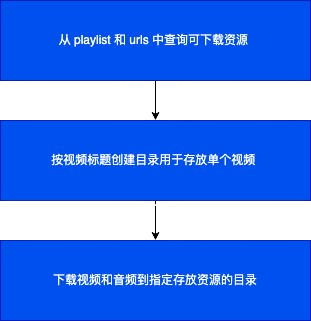 从 playlist 和 urls 中查询可下载资源
按视频标题创建目录用于存放单个视频
下载视频和音频到指定存放资源的目录